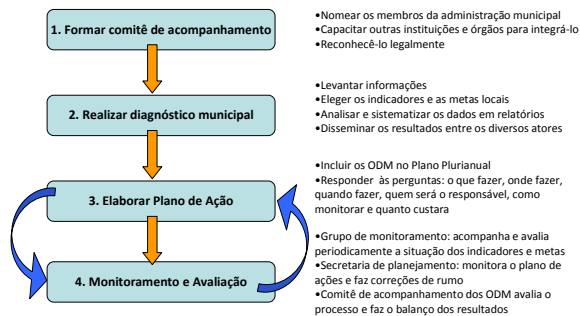 1. Formar comitê de acompanhamento
•Nomear os membros da administração municipal
•Capacitar outras instituições e órgãos para integrá-lo
•Reconhecê-lo legalmente
2. Realizar diagnóstico municipal
•Levantar informações
•Eleger os indicadores e as metas locais
•Analisar e sistematizar os dados em relatórios
•Disseminar os resultados entre os diversos atores
3. Elaborar Plano de Ação
•Incluir os ODM no Plano Plurianual
•Responder às perguntas: o que fazer, onde fazer,
quando fazer, quem será o responsável, como
monitorar e quanto custara
4. Monitoramento e Avaliação
•Grupo de monitoramento: acompanha e avalia
periodicamente a situação dos indicadores e metas
•Secretaria de planejamento: monitora o plano de
ações e faz correções de rumo
•Comitê de acompanhamento dos ODM avalia o
processo e faz o balanço dos resultados